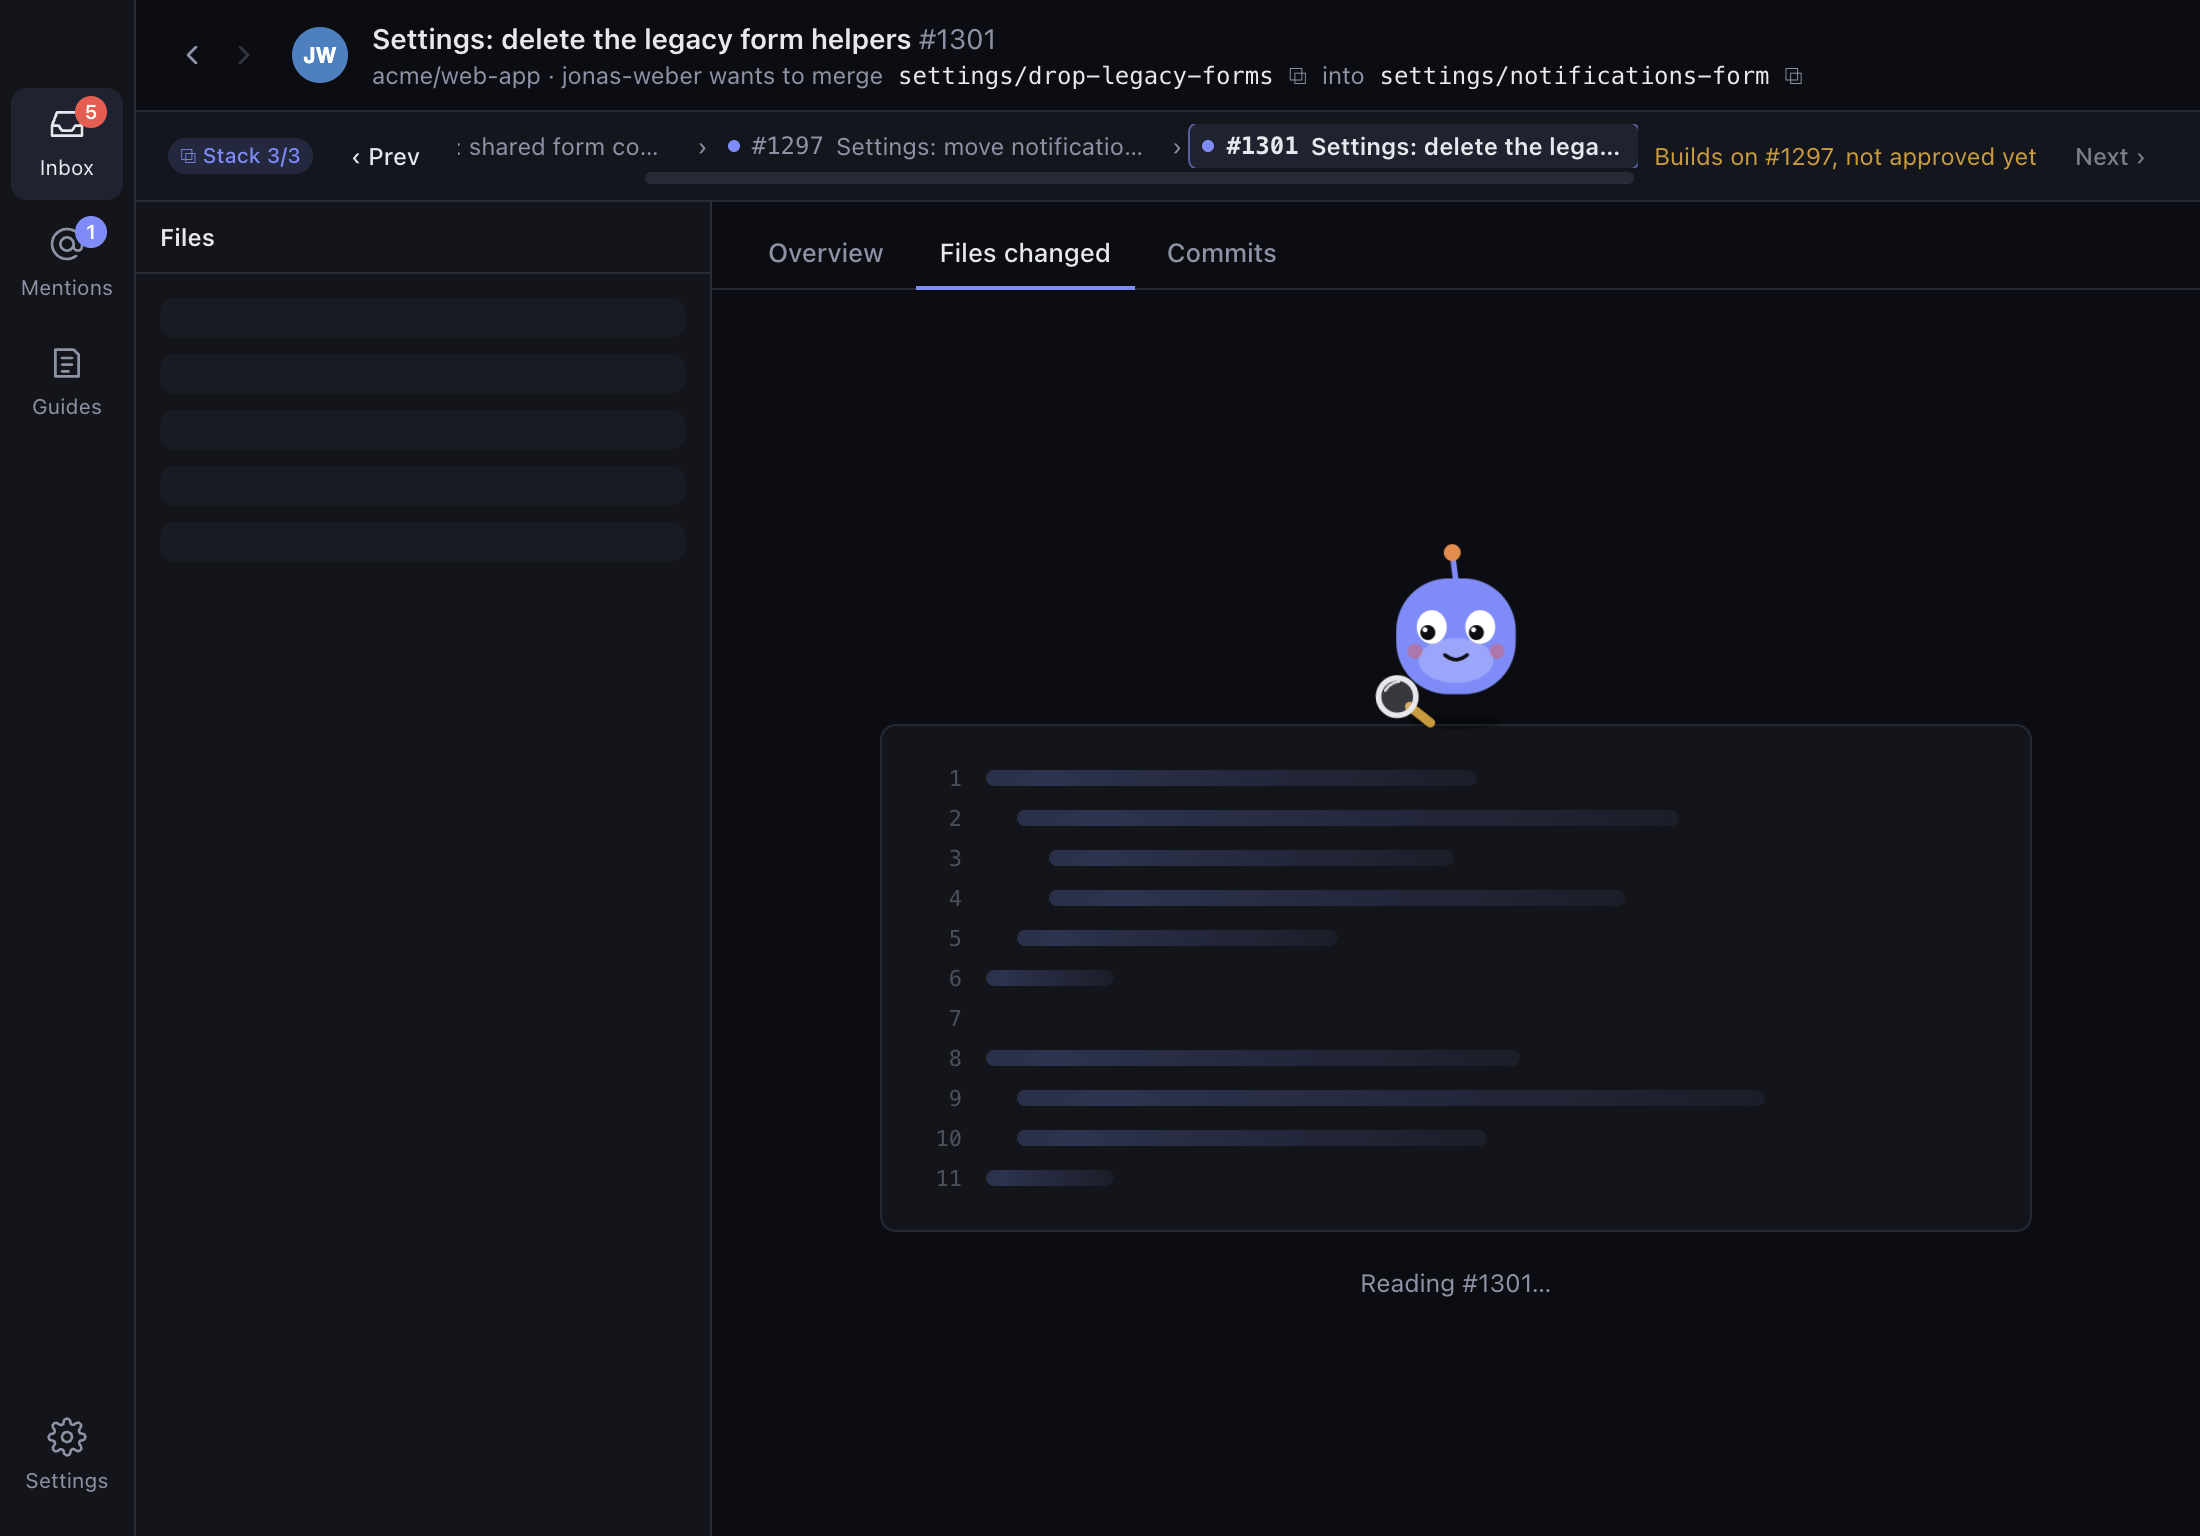 5
Inbox
1
Mentions
Guides
Settings
JW
Settings: delete the legacy form helpers #1301
acme/web-app · jonas-weber wants to merge settings/drop-legacy-forms into settings/notifications-form
Stack 3/3
‹ Prev
: shared form co... › #1297 Settings: move notificatio... › #1301 Settings: delete the lega...
Builds on #1297, not approved yet
Next ›
Files
Overview
Files changed
Commits
1
2
3
4
5
6
7
8
9
10
11
Reading #1301...